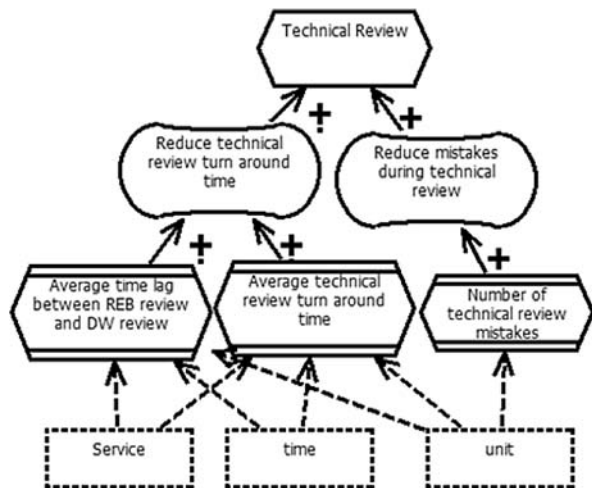 Technical Review
+
+
Reduce technical
review turn around
time
Reduce mistakes
during technical
review
+
+
+
Average time lag
between REB review
and DW review
Average technical
review turn around
time
Number of
technical review
mistakes
Service
time
unit